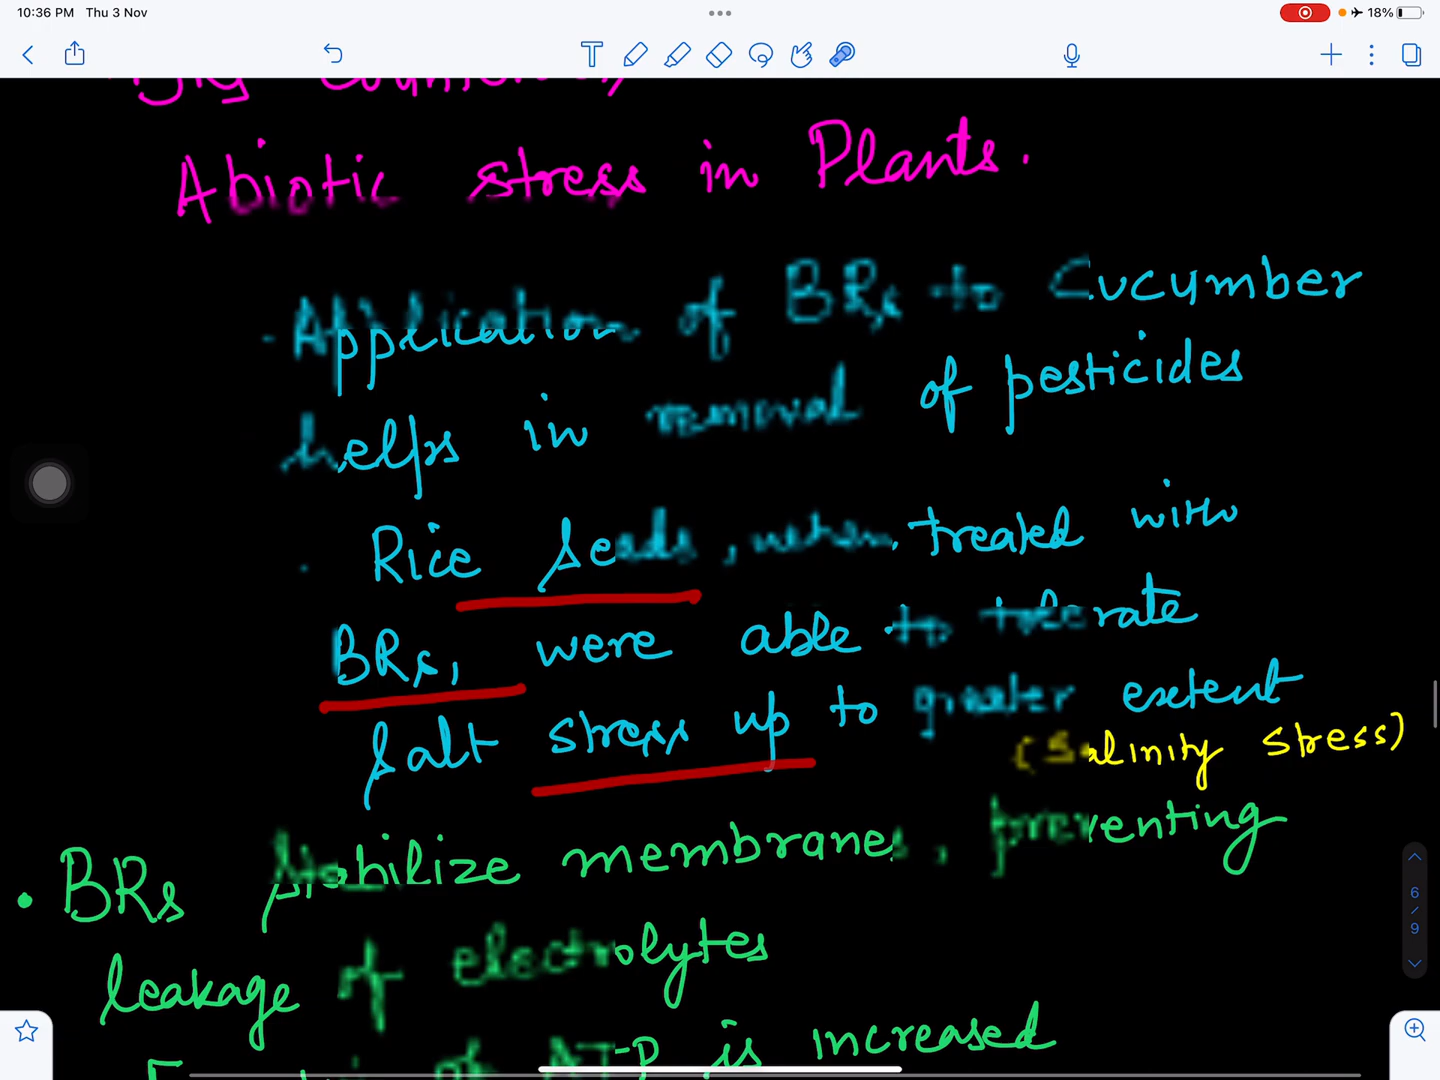 10:36 PM Thu 3 Nov
18%
Abiotic stress in Plants.
- Application of BRs to Cucumber
helps in removal of pesticides
. Rice seeds, when treated with
BRs, were able to tolerate
salt stress up to greater extent
(Salinity stress)
• BRs stabilize membranes, preventing
leakage of electrolytes
of ATP is increased
6
/
9